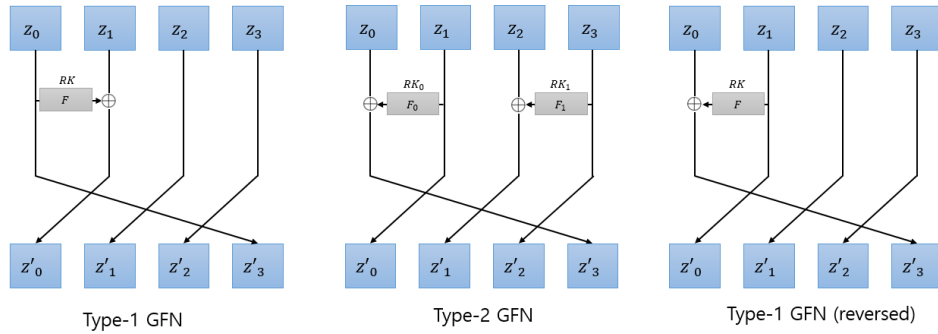 Z0 Z1 Z2 Z3
RK
F
Z'0 Z'1 Z'2 Z'3
Type-1 GFN
Z0 Z1 Z2 Z3
RK0 RK1
F0 F1
Z'0 Z'1 Z'2 Z'3
Type-2 GFN
Z0 Z1 Z2 Z3
RK
F
Z'0 Z'1 Z'2 Z'3
Type-1 GFN (reversed)